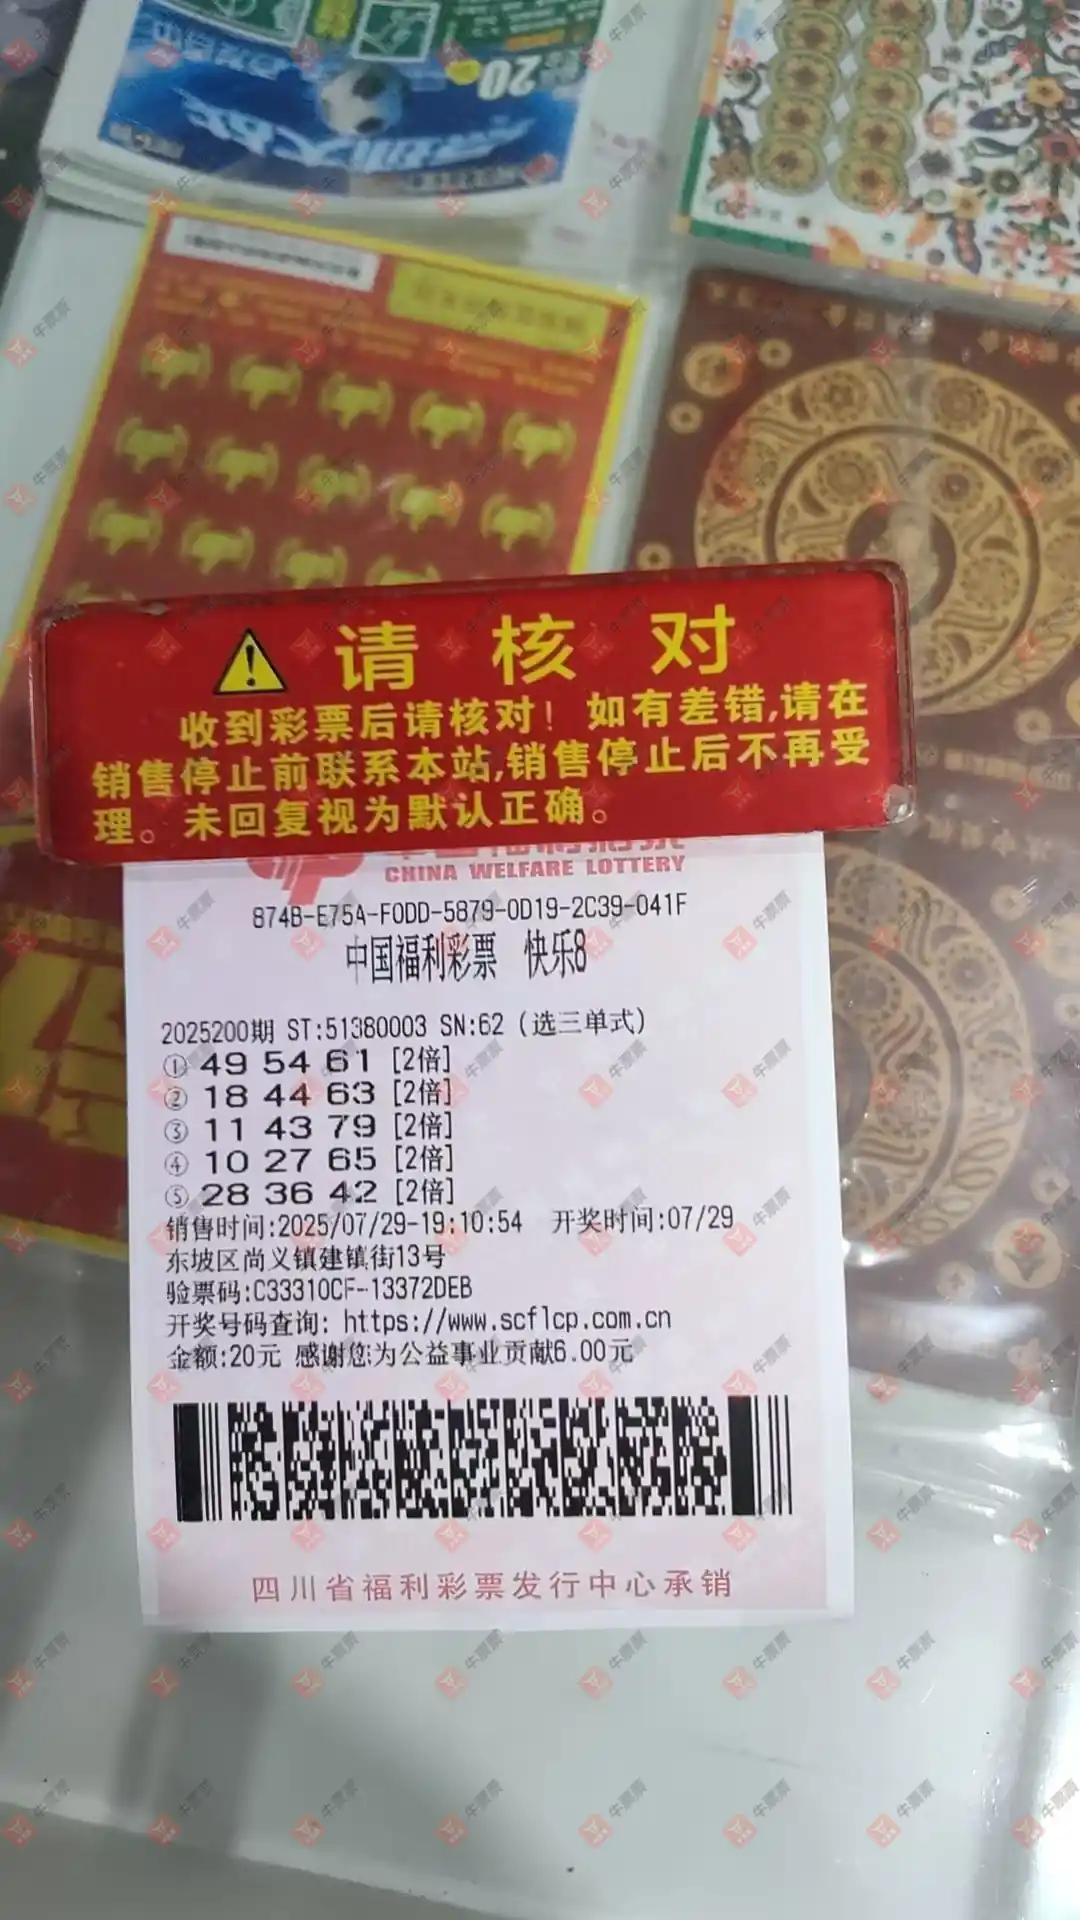 请核对
收到彩票后请核对！如有差错,请在
销售停止前联系本站,销售停止后不再受
理。未回复视为默认正确。
CHINA WELFARE LOTTERY
874B-E75A-F0DD-5879-0D19-2C39-041F
中国福利彩票 快乐8
2025200期 ST:51380003 SN:62 (选三单式)
① 49 54 61 [2倍]
② 18 44 63 [2倍]
③ 11 43 79 [2倍]
④ 10 27 65 [2倍]
⑤ 28 36 42 [2倍]
销售时间:2025/07/29-19:10:54 开奖时间:07/29
东坡区尚义镇建镇街13号
验票码:C33310CF-13372DEB
开奖号码查询: https://www.scflcp.com.cn
金额:20元 感谢您为公益事业贡献6.00元
四川省福利彩票发行中心承销
牛票票